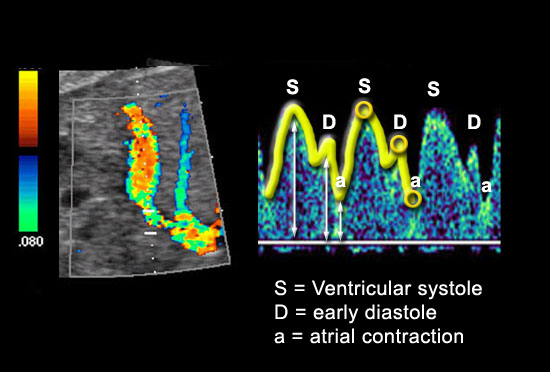 S
S
S
D
D
D
a
a
a
.080
S = Ventricular systole
D = early diastole
a = atrial contraction